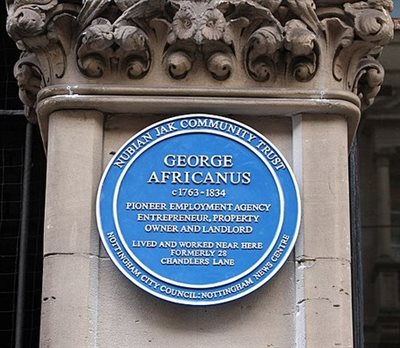 NUBIAN JAK COMMUNITY TRUST
GEORGE
AFRICANUS
c1763-1834
PIONEER EMPLOYMENT AGENCY
ENTREPRENEUR, PROPERTY
OWNER AND LANDLORD
LIVED AND WORKED NEAR HERE
FORMERLY 28
CHANDLERS LANE
NOTTINGHAM CITY COUNCIL: NOTTINGHAM NEWS CENTRE